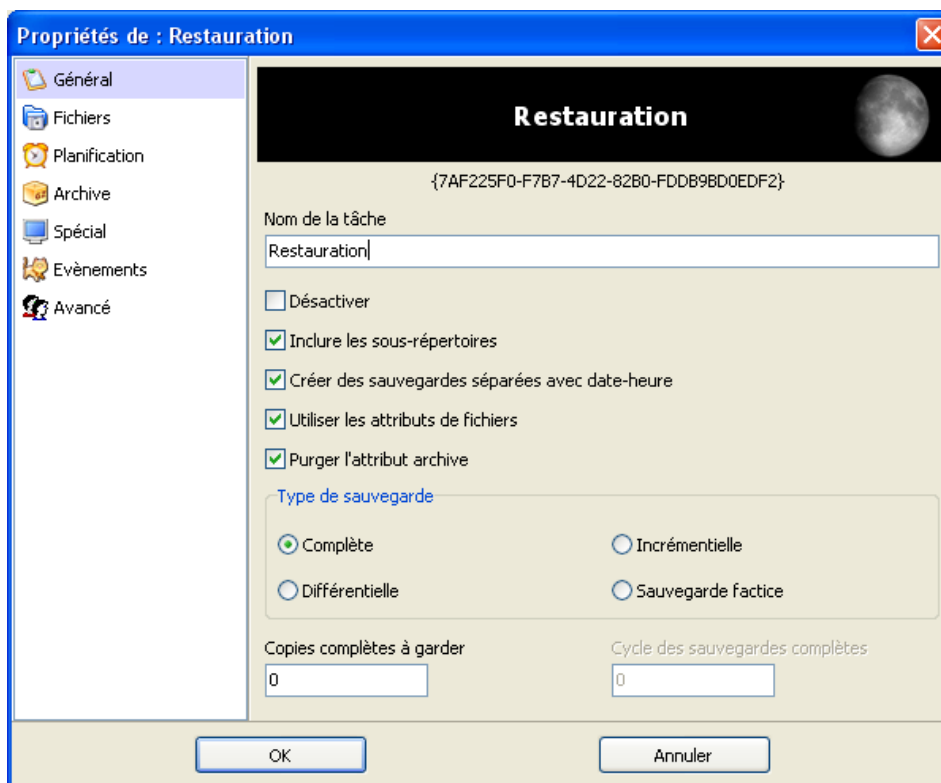 Propriétés de : Restauration
Général
Fichiers
Planification
Archive
Spécial
Evènements
Avancé
Restauration
{7AF225F0-F7B7-4D22-82B0-FDDB9BD0EDF2}
Nom de la tâche
Restauration
Désactiver
Inclure les sous-répertoires
Créer des sauvegardes séparées avec date-heure
Utiliser les attributs de fichiers
Purger l'attribut archive
Type de sauvegarde
Complète
Incrémentielle
Différentielle
Sauvegarde factice
Copies complètes à garder
Cycle des sauvegardes complètes
0
0
OK
Annuler